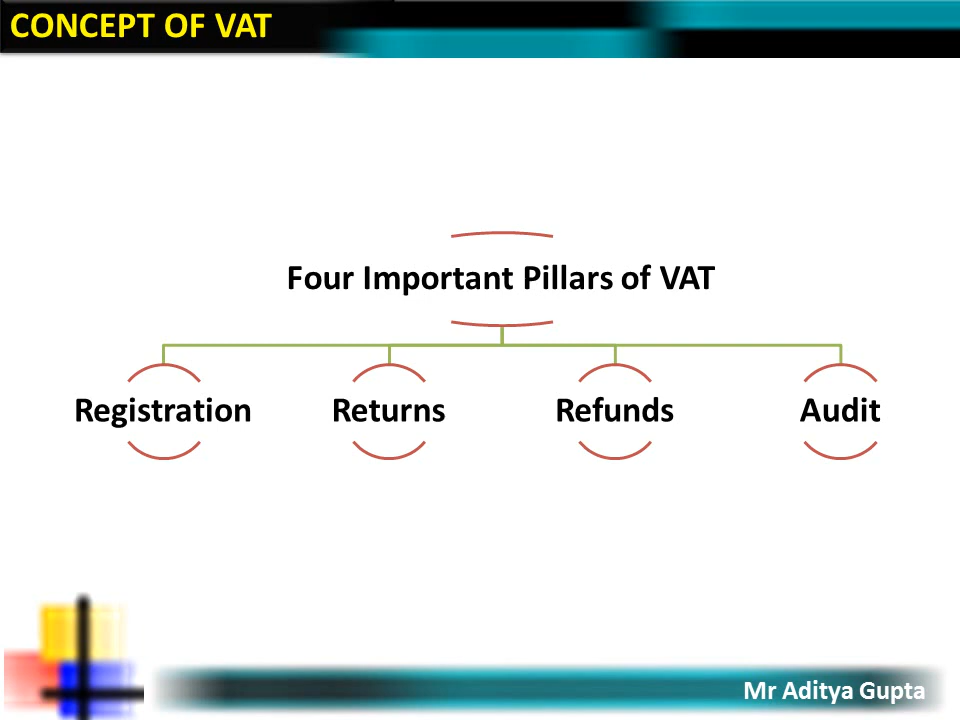 CONCEPT OF VAT
Four Important Pillars of VAT
Registration
Returns
Refunds
Audit
Mr Aditya Gupta